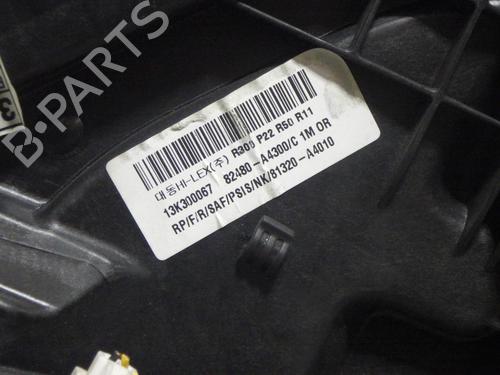 B-PARTS
대동HI-LEX(주) R300 P22 R50 R11
13K300067 82480-A4300/C 1M OR
RP/F/R/SAF/PSI/S/NK/81320-A4010